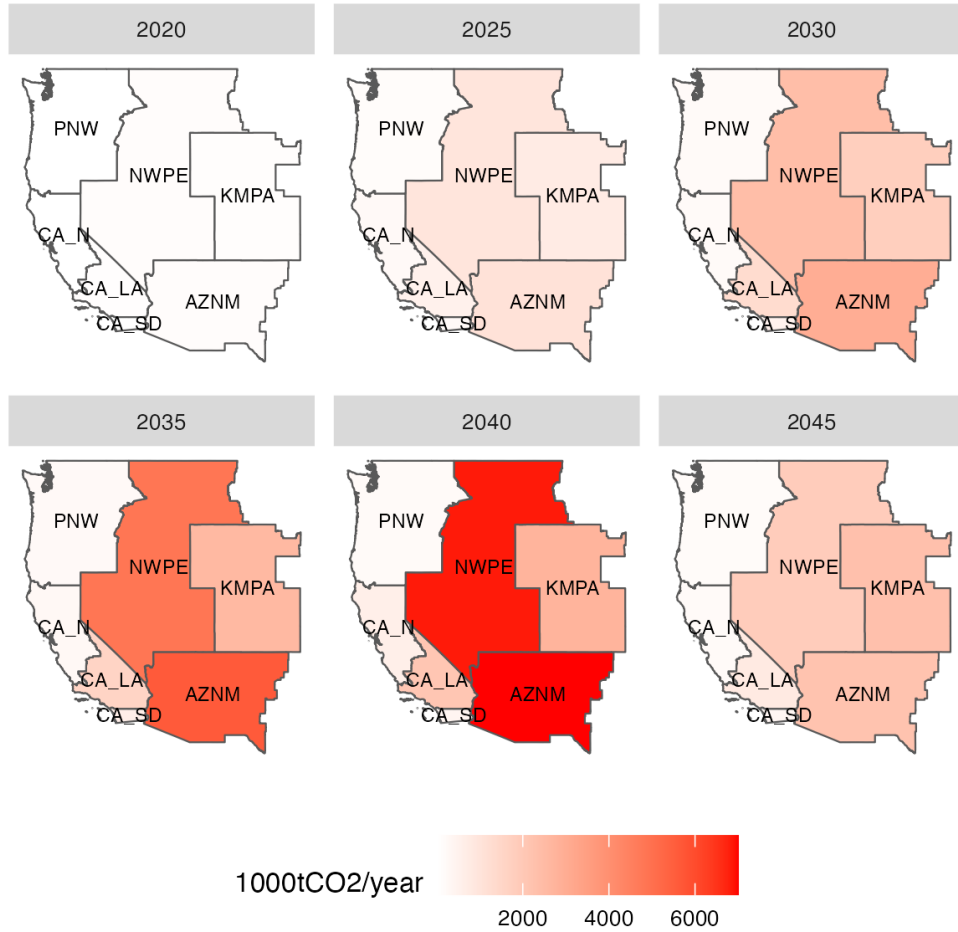 2020 2025 2030
PNW PNW PNW
NWPE NWPE NWPE
KMPA KMPA KMPA
CA_N CA_N CA_N
CA_LA CA_LA CA_LA
AZNM AZNM AZNM
CA_SD CA_SD CA_SD
2035 2040 2045
PNW PNW PNW
NWPE NWPE NWPE
KMPA KMPA KMPA
CA_N CA_N CA_N
CA_LA CA_LA CA_LA
AZNM AZNM AZNM
CA_SD CA_SD CA_SD
1000tCO2/year
2000 4000 6000